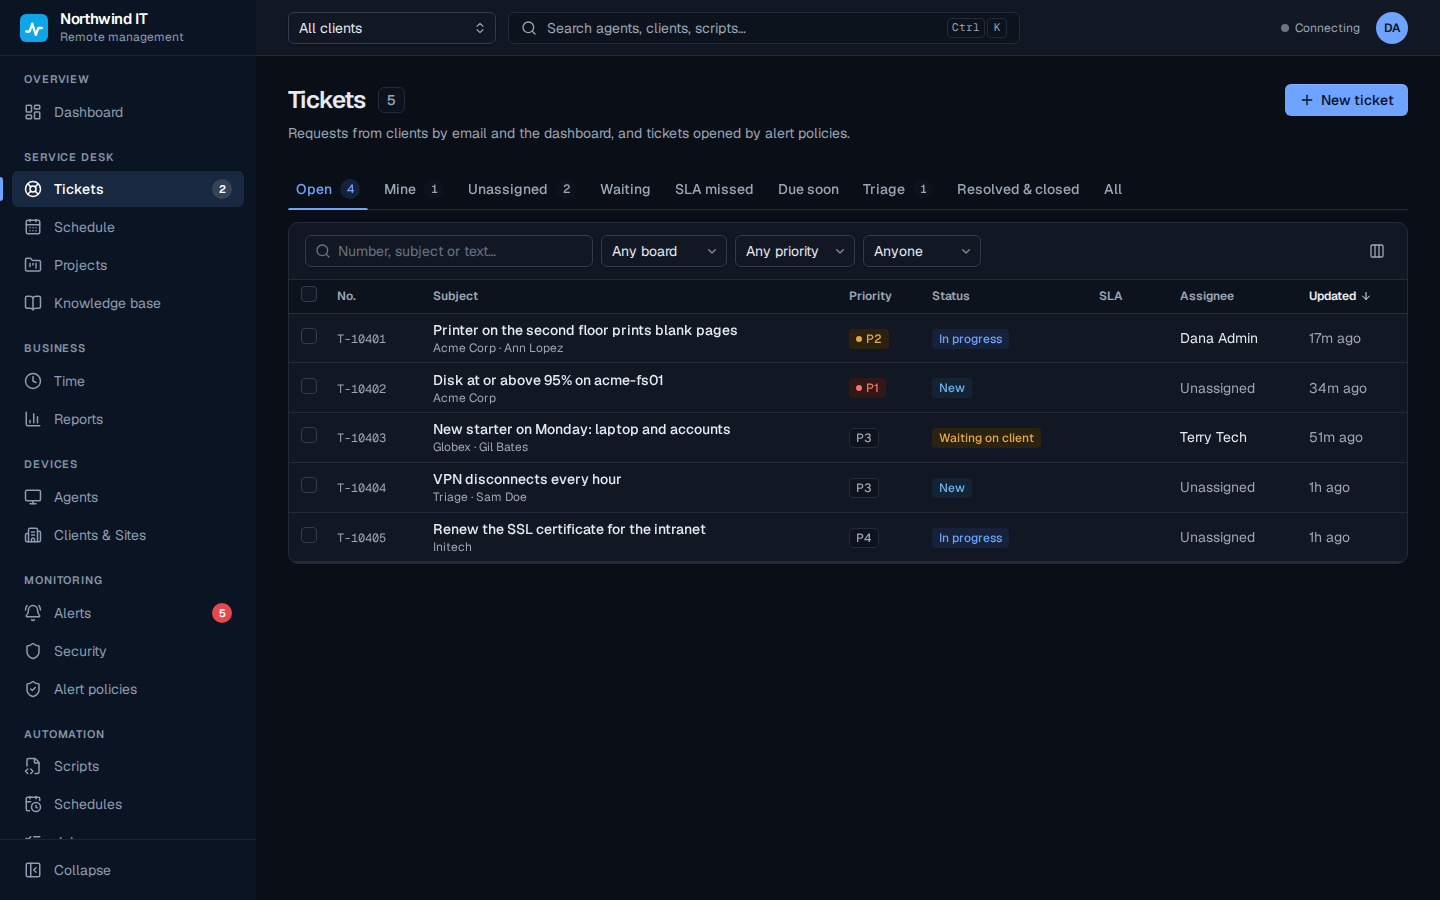 Northwind IT
Remote management
All clients
Search agents, clients, scripts...
Ctrl K
Connecting
DA
OVERVIEW
Dashboard
SERVICE DESK
Tickets 2
Schedule
Projects
Knowledge base
BUSINESS
Time
Reports
DEVICES
Agents
Clients & Sites
MONITORING
Alerts 5
Security
Alert policies
AUTOMATION
Scripts
Schedules
Collapse
Tickets 5
New ticket
Requests from clients by email and the dashboard, and tickets opened by alert policies.
Open 4 Mine 1 Unassigned 2 Waiting SLA missed Due soon Triage 1 Resolved & closed All
Number, subject or text... Any board Any priority Anyone
No. Subject Priority Status SLA Assignee Updated ↓
T-10401 Printer on the second floor prints blank pages P2 In progress Dana Admin 17m ago
Acme Corp · Ann Lopez
T-10402 Disk at or above 95% on acme-fs01 P1 New Unassigned 34m ago
Acme Corp
T-10403 New starter on Monday: laptop and accounts P3 Waiting on client Terry Tech 51m ago
Globex · Gil Bates
T-10404 VPN disconnects every hour P3 New Unassigned 1h ago
Triage · Sam Doe
T-10405 Renew the SSL certificate for the intranet P4 In progress Unassigned 1h ago
Initech